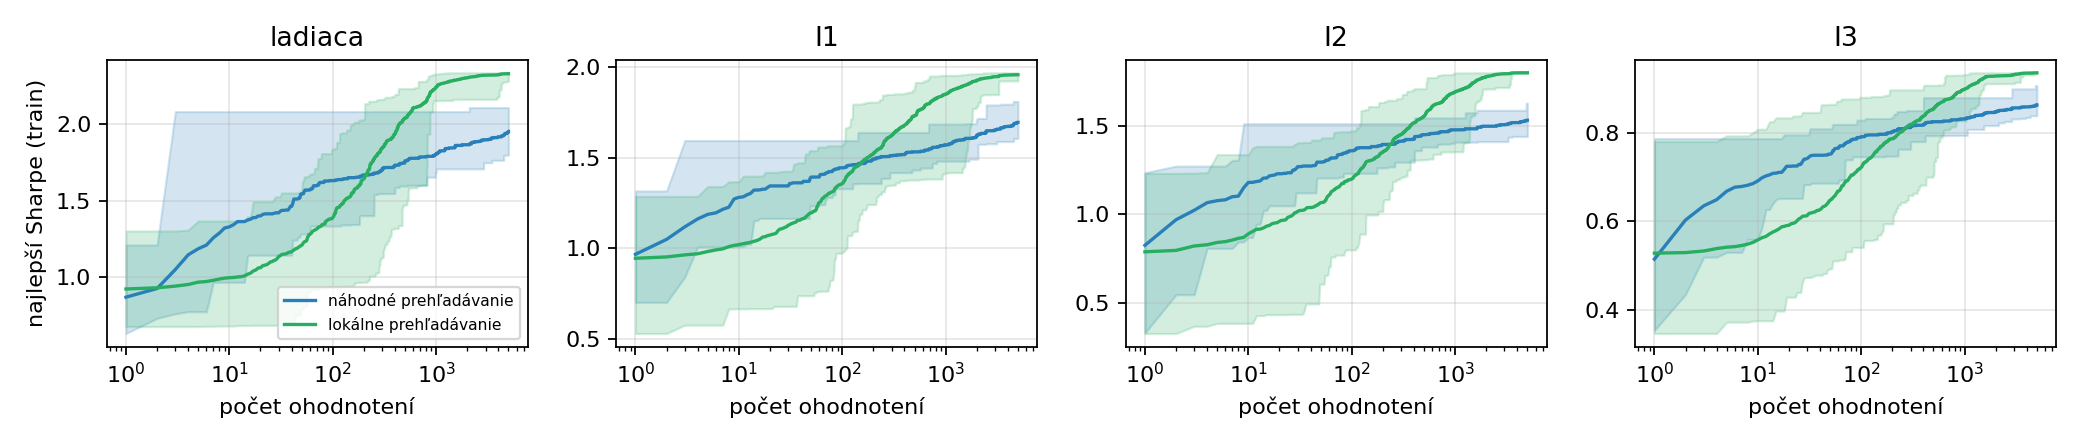 ladiaca
l1
l2
l3
najlepší Sharpe (train)
2.0
1.5
1.0
2.0
1.5
1.0
0.5
1.5
1.0
0.5
0.8
0.6
0.4
náhodné prehľadávanie
lokálne prehľadávanie
10⁰ 10¹ 10² 10³
10⁰ 10¹ 10² 10³
10⁰ 10¹ 10² 10³
10⁰ 10¹ 10² 10³
počet ohodnotení
počet ohodnotení
počet ohodnotení
počet ohodnotení